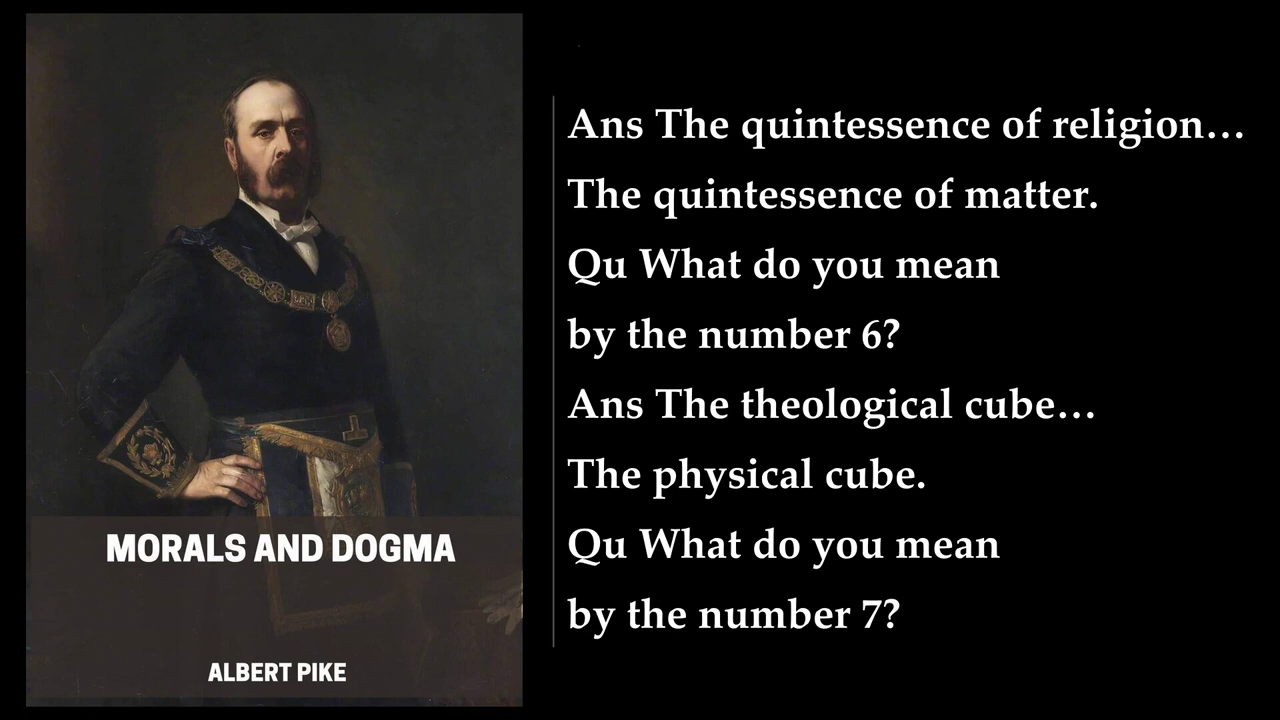 MORALS AND DOGMA
ALBERT PIKE
Ans The quintessence of religion…
The quintessence of matter.
Qu What do you mean
by the number 6?
Ans The theological cube…
The physical cube.
Qu What do you mean
by the number 7?